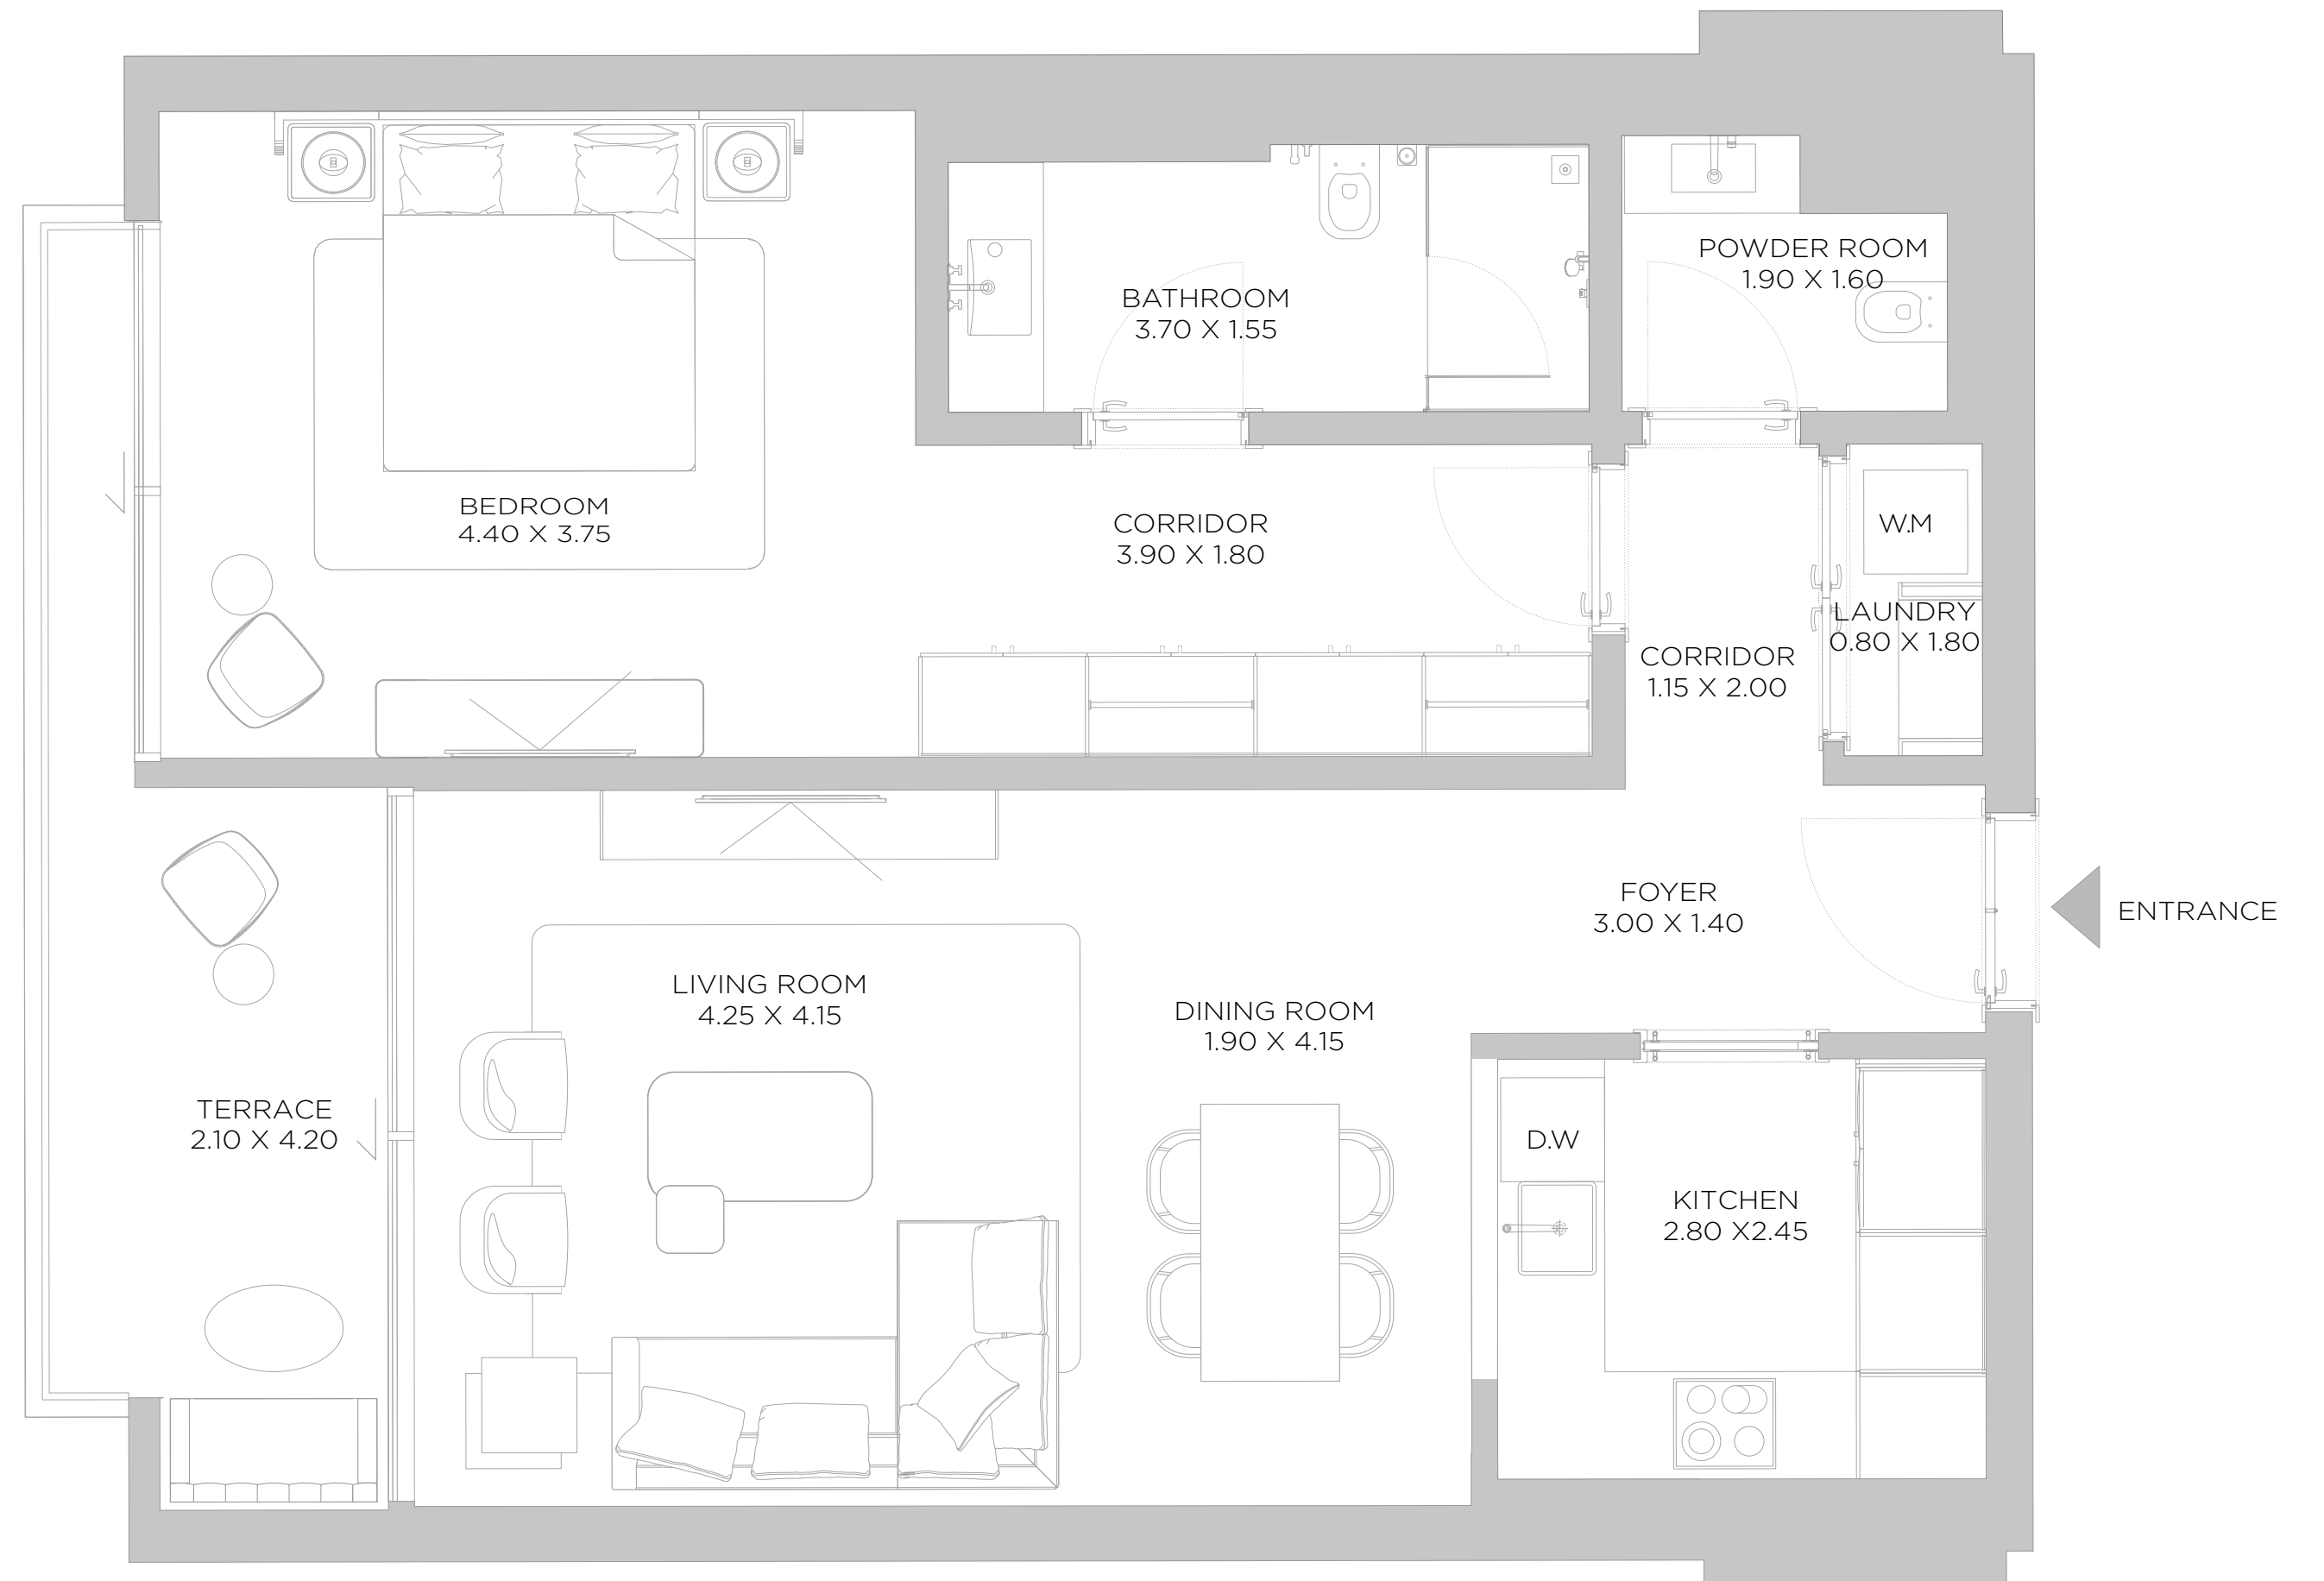 POWDER ROOM
1.90 X 1.60
BATHROOM
3.70 X 1.55
BEDROOM
4.40 X 3.75
CORRIDOR
3.90 X 1.80
W.M
LAUNDRY
0.80 X 1.80
CORRIDOR
1.15 X 2.00
FOYER
3.00 X 1.40
ENTRANCE
LIVING ROOM
4.25 X 4.15
DINING ROOM
1.90 X 4.15
TERRACE
2.10 X 4.20
D.W
KITCHEN
2.80 X2.45